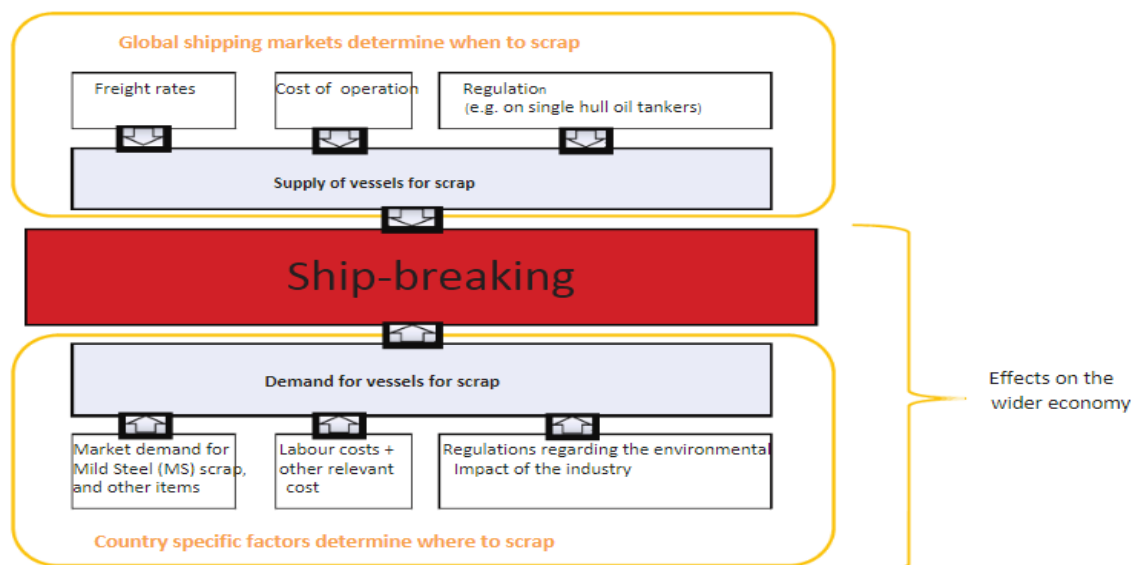 Global shipping markets determine when to scrap
Freight rates
Cost of operation
Regulation
(e.g. on single hull oil tankers)
Supply of vessels for scrap
Ship-breaking
Demand for vessels for scrap
Market demand for
Mild Steel (MS) scrap,
and other items
Labour costs +
other relevant
cost
Regulations regarding the environmental
Impact of the industry
Country specific factors determine where to scrap
Effects on the
wider economy